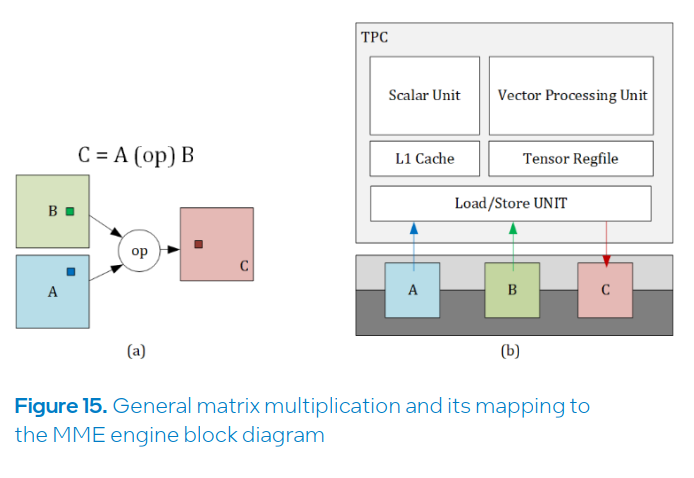 C = A (op) B
B
op
A
C
(a)
TPC
Scalar Unit
Vector Processing Unit
L1 Cache
Tensor Regfile
Load/Store UNIT
A
B
C
(b)
Figure 15. General matrix multiplication and its mapping to
the MME engine block diagram